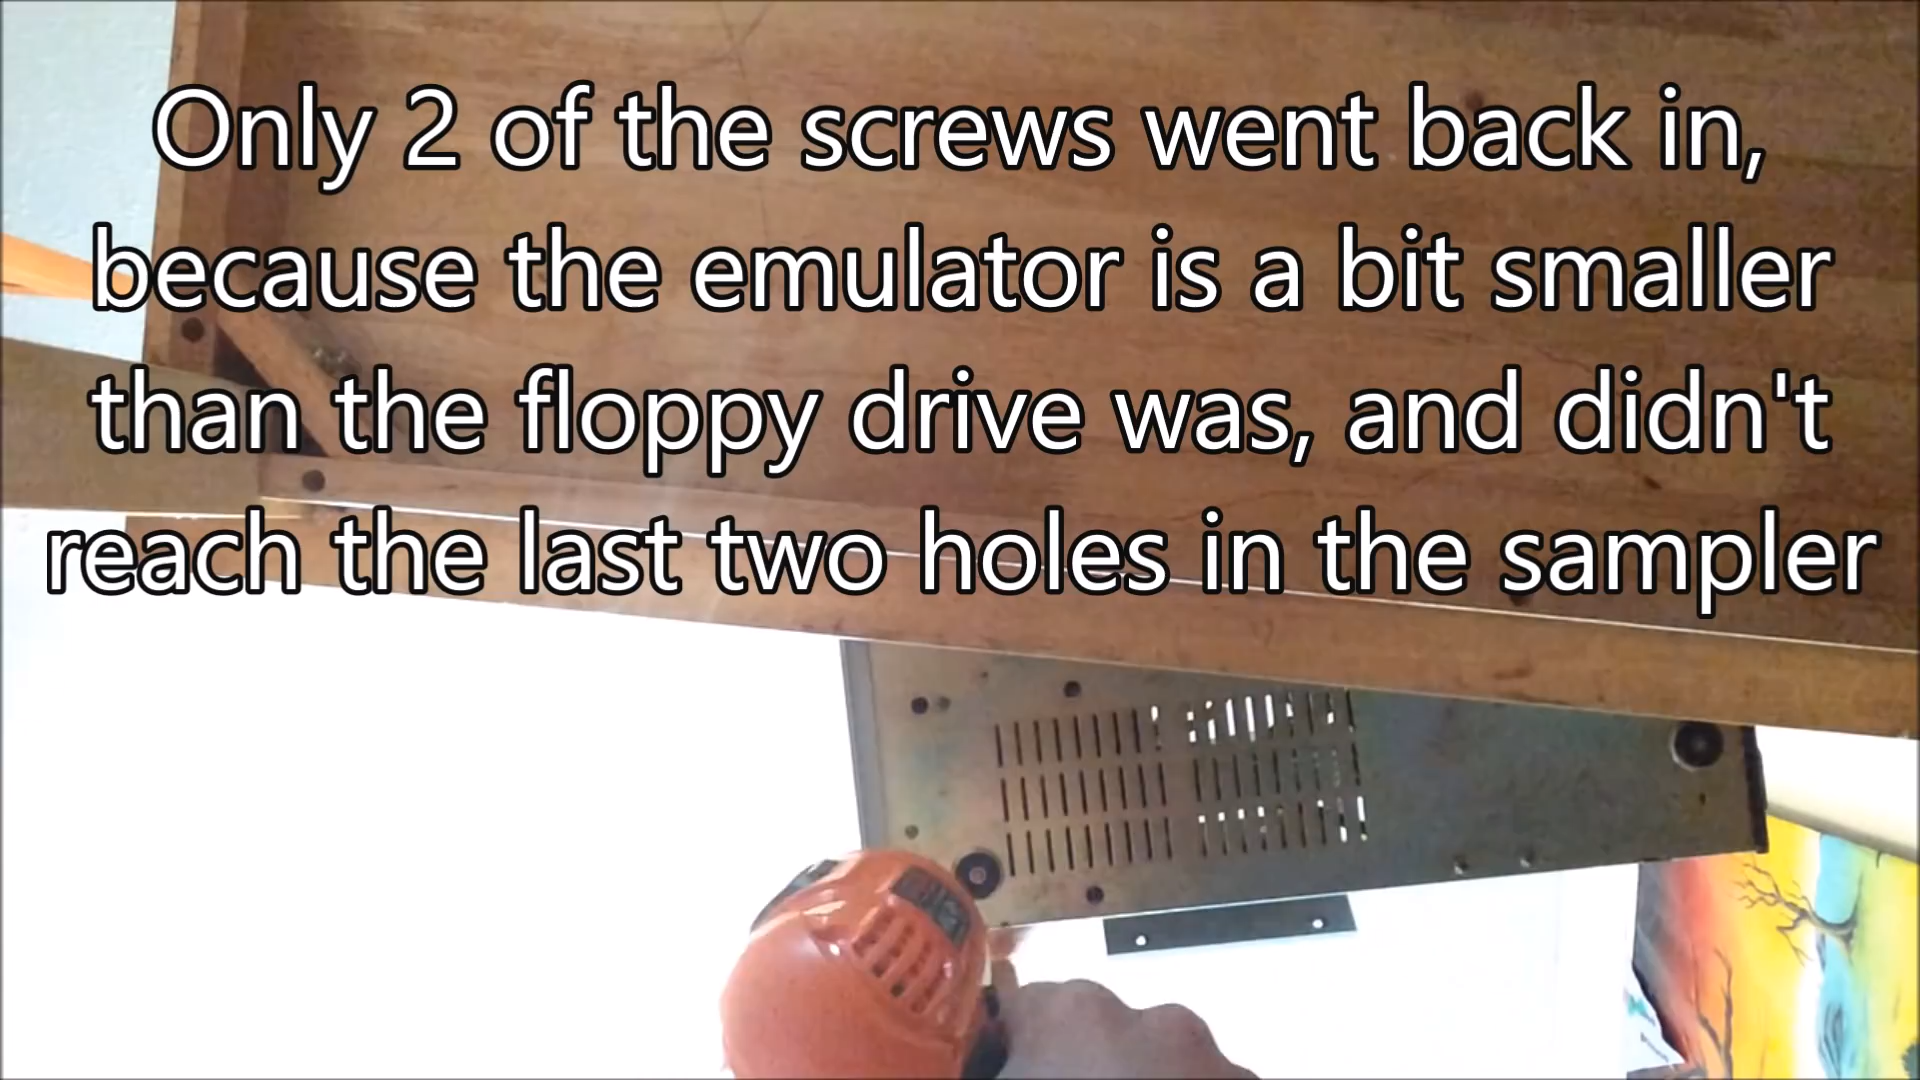 Only 2 of the screws went back in,
because the emulator is a bit smaller
than the floppy drive was, and didn't
reach the last two holes in the sampler